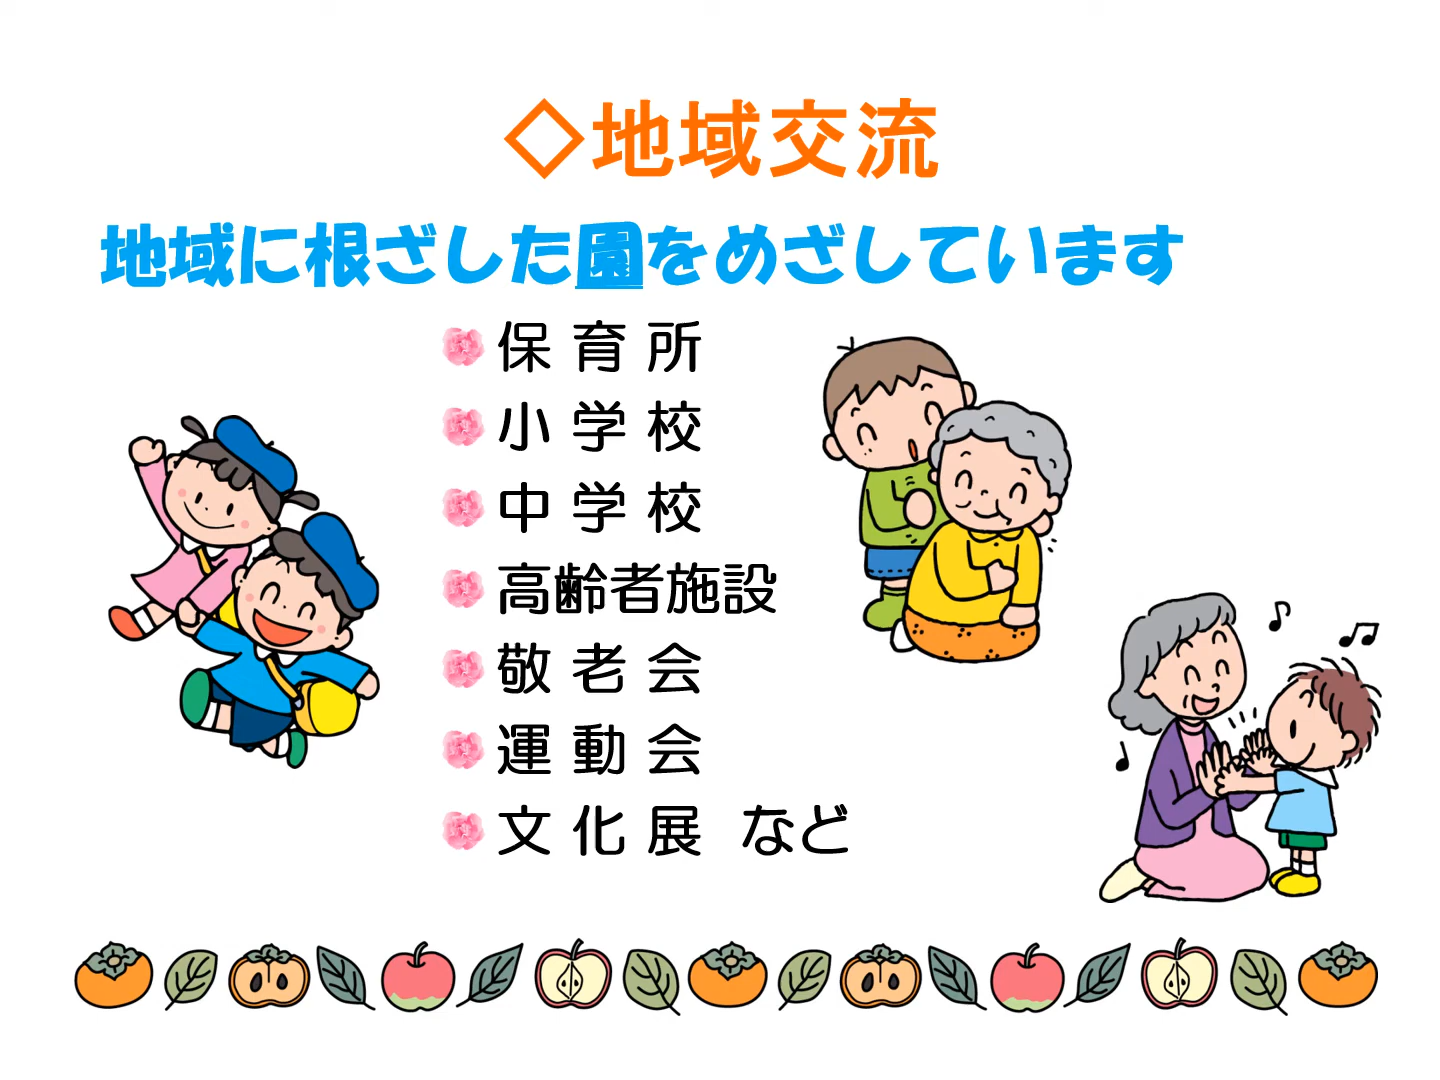 ◇地域交流
地域に根ざした園をめざしています
保 育 所
小 学 校
中 学 校
高齢者施設
敬 老 会
運 動 会
文 化 展 など